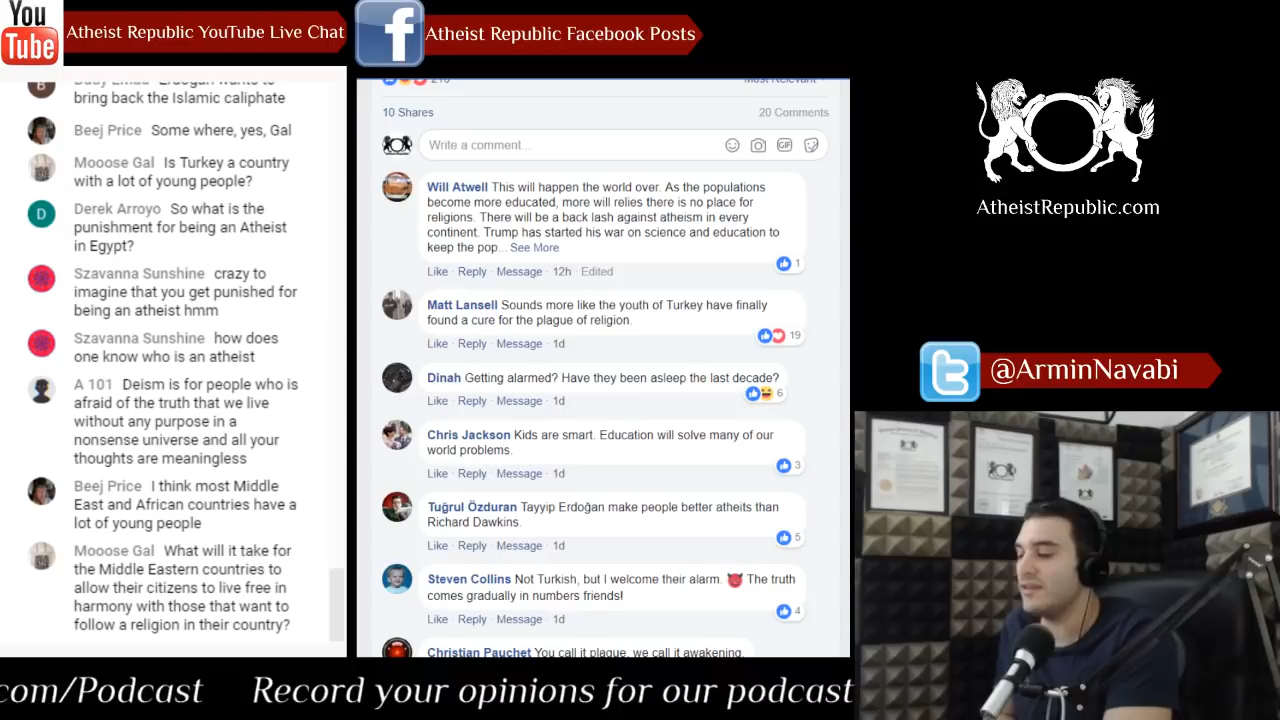 You
Tube
Atheist Republic YouTube Live Chat
Atheist Republic Facebook Posts
B
bring back the Islamic caliphate
Beej Price Some where, yes, Gal
Mooose Gal Is Turkey a country
with a lot of young people?
D
Derek Arroyo So what is the
punishment for being an Atheist
in Egypt?
Szavanna Sunshine crazy to
imagine that you get punished for
being an atheist hmm
Szavanna Sunshine how does
one know who is an atheist
A 101 Deism is for people who is
afraid of the truth that we live
without any purpose in a
nonsense universe and all your
thoughts are meaningless
Beej Price I think most Middle
East and African countries have a
lot of young people
Mooose Gal What will it take for
the Middle Eastern countries to
allow their citizens to live free in
harmony with those that want to
follow a religion in their country?
Most Relevant
10 Shares
20 Comments
Write a comment...
GIF
Will Atwell This will happen the world over. As the populations
become more educated, more will relies there is no place for
religions. There will be a back lash against atheism in every
continent. Trump has started his war on science and education to
keep the pop... See More
1
Like · Reply · Message · 12h · Edited
Matt Lansell Sounds more like the youth of Turkey have finally
found a cure for the plague of religion.
19
Like · Reply · Message · 1d
Dinah Getting alarmed? Have they been asleep the last decade?
6
Like · Reply · Message · 1d
Chris Jackson Kids are smart. Education will solve many of our
world problems.
3
Like · Reply · Message · 1d
Tuğrul Özduran Tayyip Erdoğan make people better atheits than
Richard Dawkins.
5
Like · Reply · Message · 1d
Steven Collins Not Turkish, but I welcome their alarm. 👿 The truth
comes gradually in numbers friends!
4
Like · Reply · Message · 1d
Christian Pauchet You call it plague, we call it awakening.
AtheistRepublic.com
@ArminNavabi
com/Podcast Record your opinions for our podcast